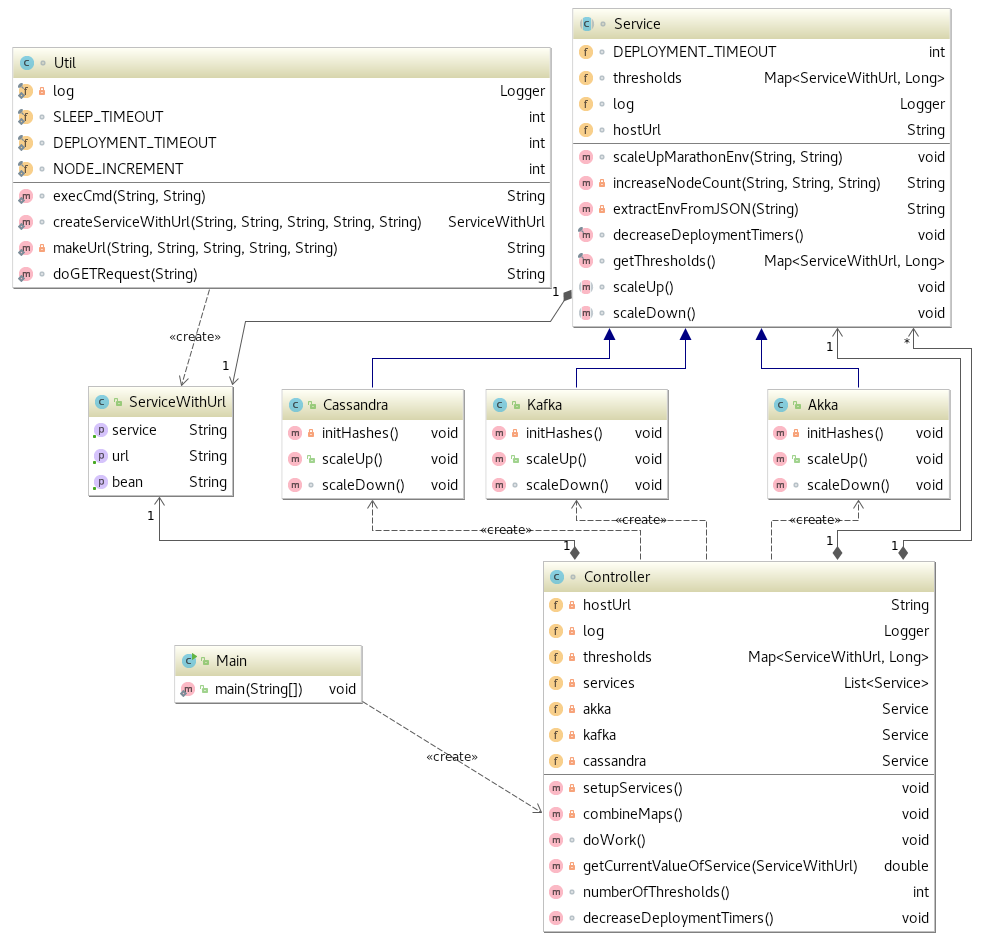 Util
log Logger
SLEEP_TIMEOUT int
DEPLOYMENT_TIMEOUT int
NODE_INCREMENT int
execCmd(String, String) String
createServiceWithUrl(String, String, String, String, String) ServiceWithUrl
makeUrl(String, String, String, String, String) String
doGETRequest(String) String
Service
DEPLOYMENT_TIMEOUT int
thresholds Map<ServiceWithUrl, Long>
log Logger
hostUrl String
scaleUpMarathonEnv(String, String) void
increaseNodeCount(String, String, String) String
extractEnvFromJSON(String) String
decreaseDeploymentTimers() void
getThresholds() Map<ServiceWithUrl, Long>
scaleUp() void
scaleDown() void
1
«create»
1
1
*
ServiceWithUrl
service String
url String
bean String
Cassandra
initHashes() void
scaleUp() void
scaleDown() void
Kafka
initHashes() void
scaleUp() void
scaleDown() void
Akka
initHashes() void
scaleUp() void
scaleDown() void
1
«create»
«create»
«create»
1
1
1
Controller
hostUrl String
log Logger
thresholds Map<ServiceWithUrl, Long>
services List<Service>
akka Service
kafka Service
cassandra Service
setupServices() void
combineMaps() void
doWork() void
getCurrentValueOfService(ServiceWithUrl) double
numberOfThresholds() int
decreaseDeploymentTimers() void
Main
main(String[]) void
«create»